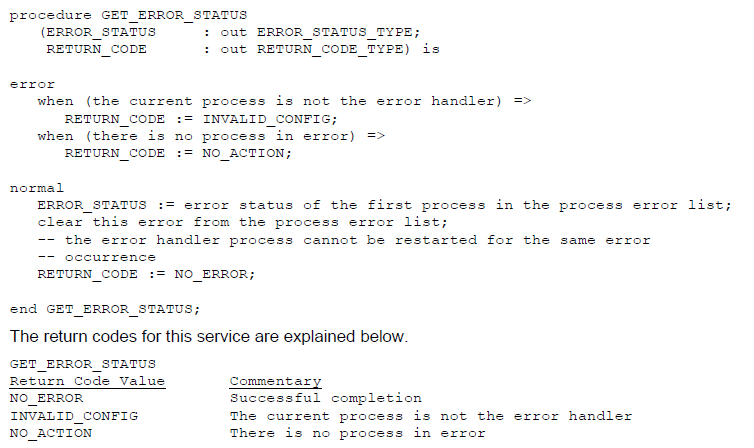 procedure GET_ERROR_STATUS
(ERROR_STATUS : out ERROR_STATUS_TYPE;
RETURN_CODE : out RETURN_CODE_TYPE) is
error
when (the current process is not the error handler) =>
RETURN_CODE := INVALID_CONFIG;
when (there is no process in error) =>
RETURN_CODE := NO_ACTION;
normal
ERROR_STATUS := error status of the first process in the process error list;
clear this error from the process error list;
-- the error handler process cannot be restarted for the same error
-- occurrence
RETURN_CODE := NO_ERROR;
end GET_ERROR_STATUS;
The return codes for this service are explained below.
GET_ERROR_STATUS
Return Code Value Commentary
NO_ERROR Successful completion
INVALID_CONFIG The current process is not the error handler
NO_ACTION There is no process in error